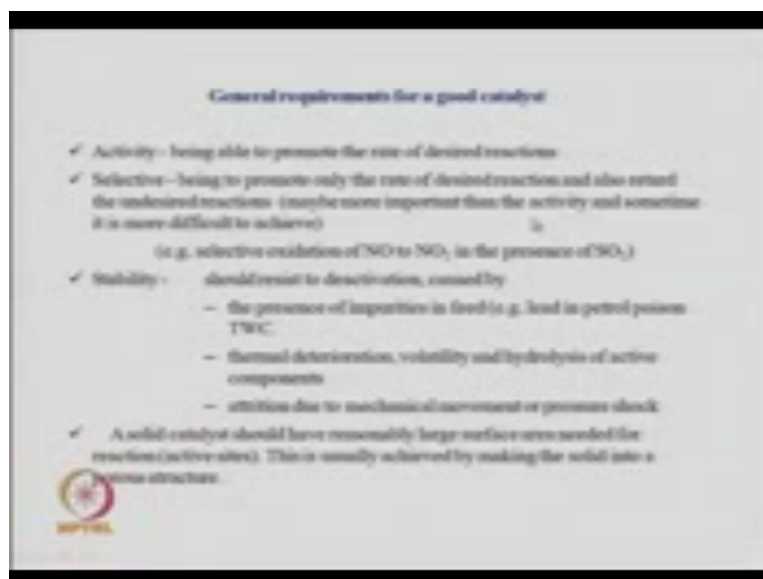 General requirements for a good catalyst
✓ Activity - being able to promote the rate of desired reactions
✓ Selective - being to promote only the rate of desired reaction and also retard
the undesired reactions (maybe more important than the activity and sometime
it is more difficult to achieve)
(e.g. selective oxidation of NO to NO₂ in the presence of SO₂)
✓ Stability - should resist to deactivation, caused by
– the presence of impurities in feed (e.g. lead in petrol poison
TWC.
– thermal deterioration, volatility and hydrolysis of active
components
– attrition due to mechanical movement or pressure shock
✓ A solid catalyst should have reasonably large surface area needed for
reaction (active sites). This is usually achieved by making the solid into a
porous structure.
NPTEL